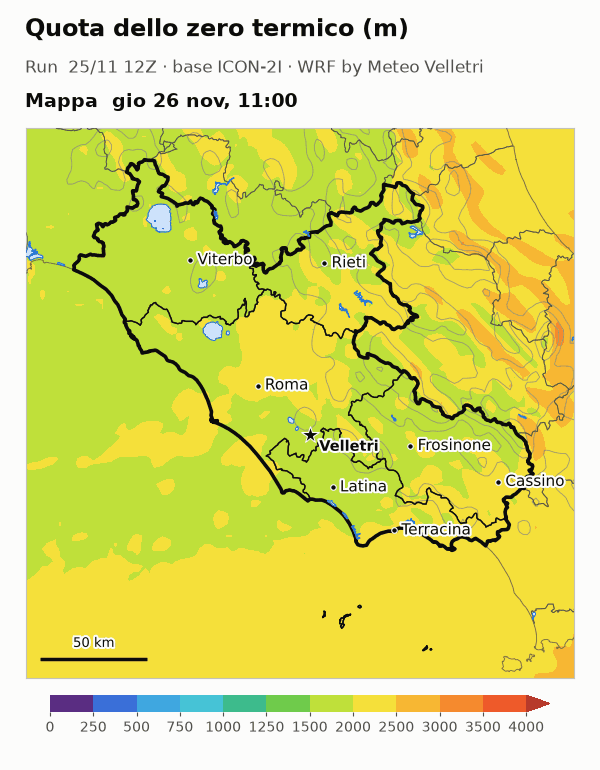 Quota dello zero termico (m)
Run  25/11 12Z · base ICON-2I · WRF by Meteo Velletri
Mappa  gio 26 nov, 11:00
Viterbo
Rieti
Roma
Velletri
Frosinone
Latina
Cassino
Terracina
50 km
0 250 500 750 1000 1250 1500 2000 2500 3000 3500 4000